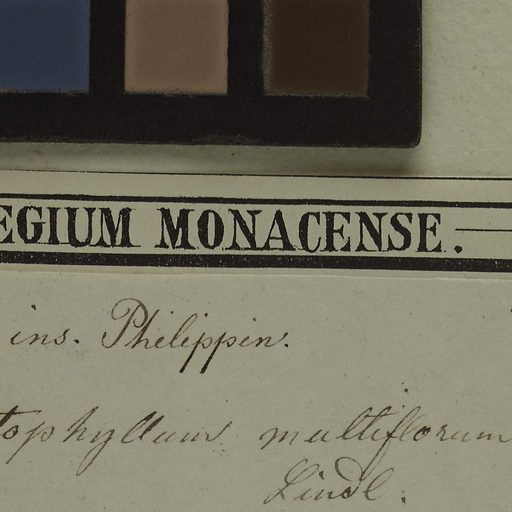 EGIUM MONACENSE.
ins. Philippin.
tophyllum multiflorum
Lindl.